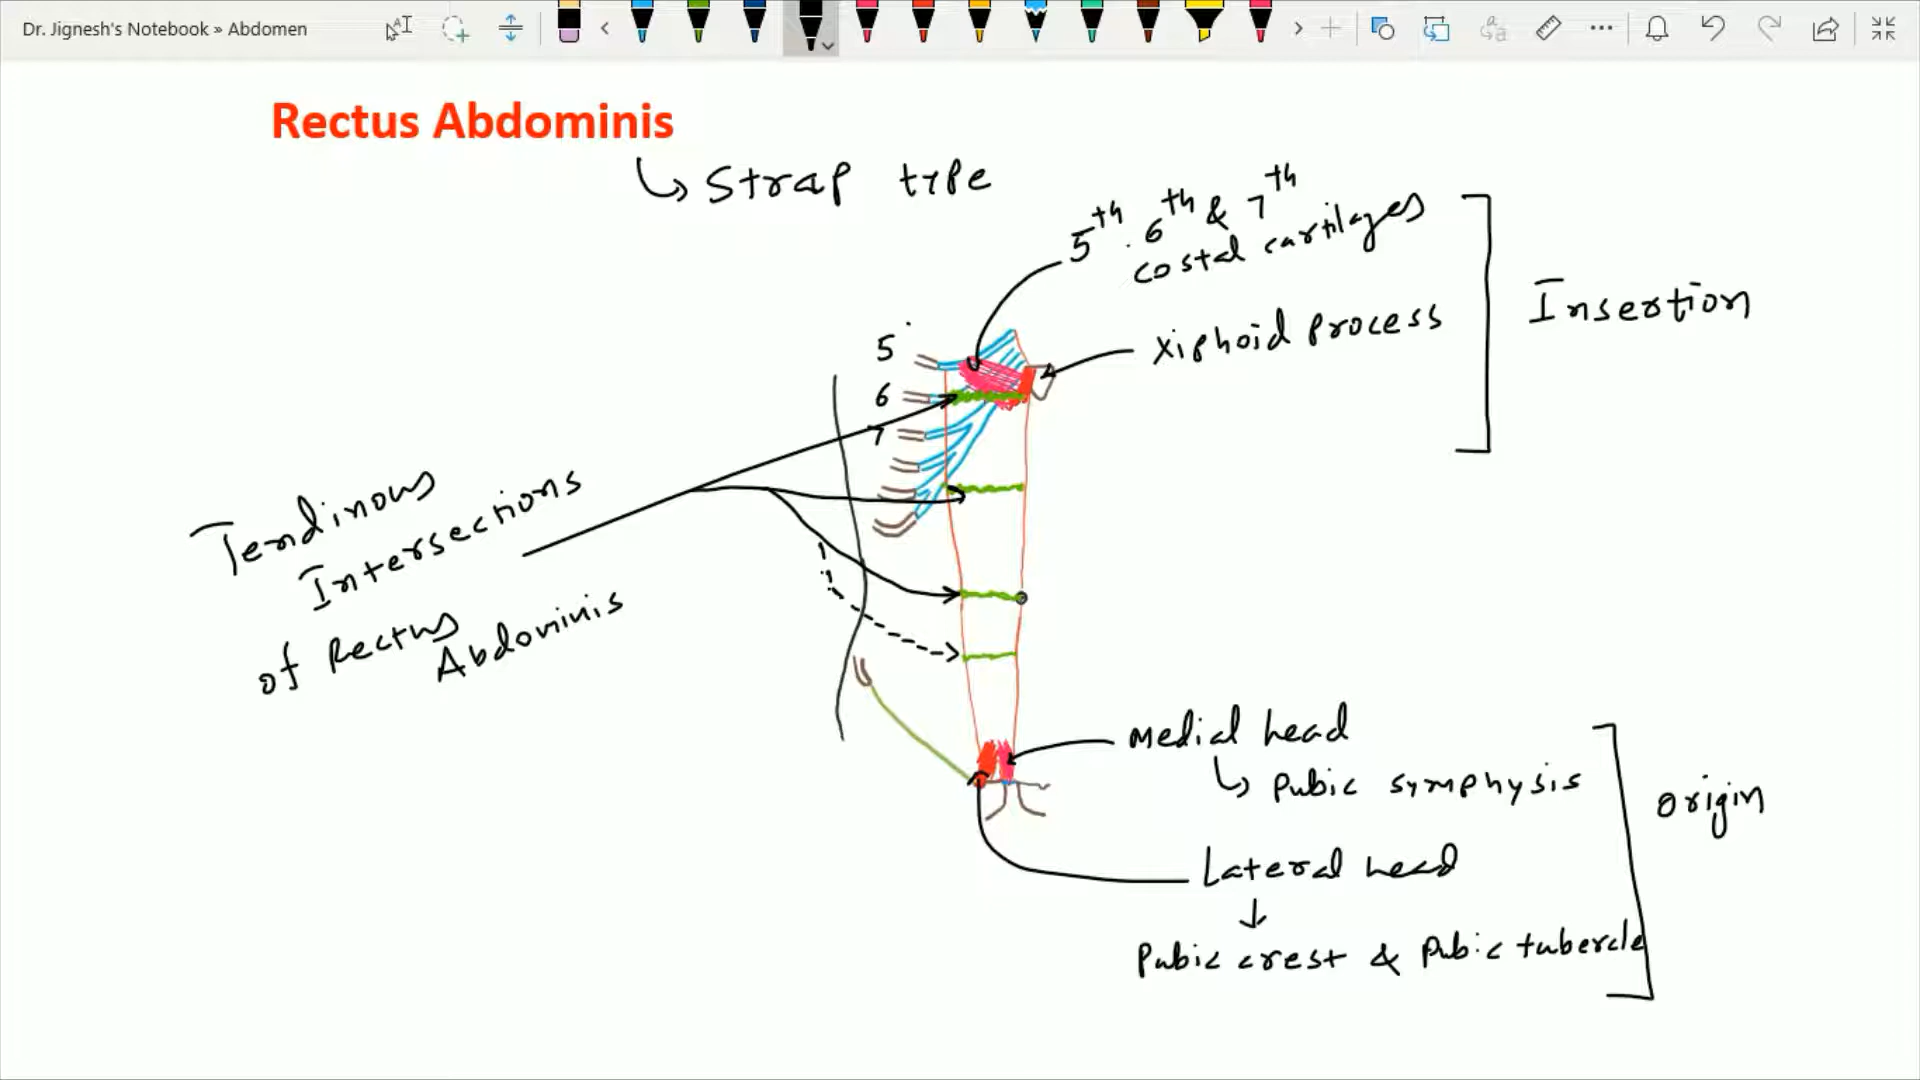 Dr. Jignesh's Notebook » Abdomen
Rectus Abdominis
Strap type
5th. 6th & 7th
costal cartilages
Xiphoid process
Insertion
5
6
7
Tendinous
Intersections
of Rectus
Abdominis
Medial head
Pubic symphysis
Origin
Lateral head
Pubic crest & Pubic tubercle